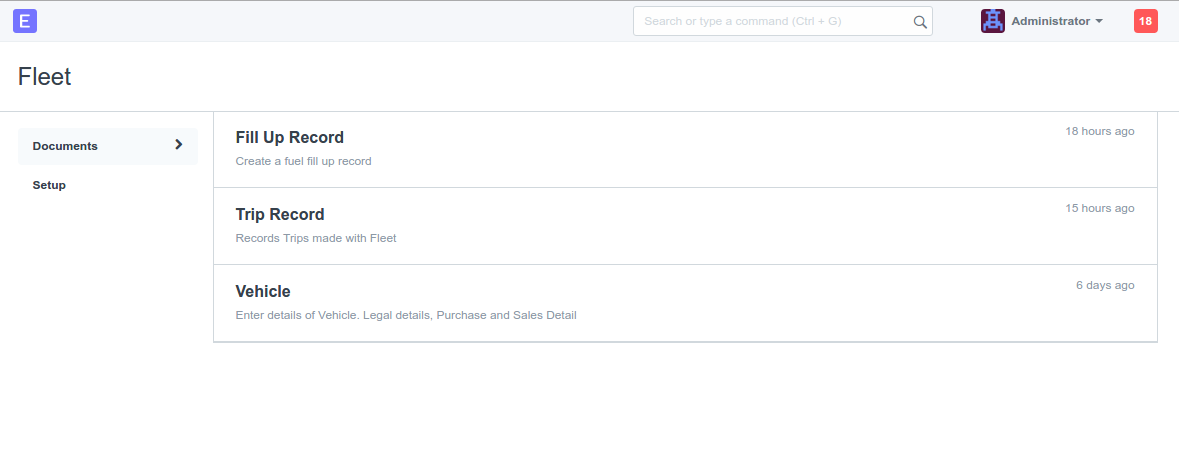 E
Search or type a command (Ctrl + G)
Administrator
18
Fleet
Documents
Setup
Fill Up Record
18 hours ago
Create a fuel fill up record
Trip Record
15 hours ago
Records Trips made with Fleet
Vehicle
6 days ago
Enter details of Vehicle. Legal details, Purchase and Sales Detail